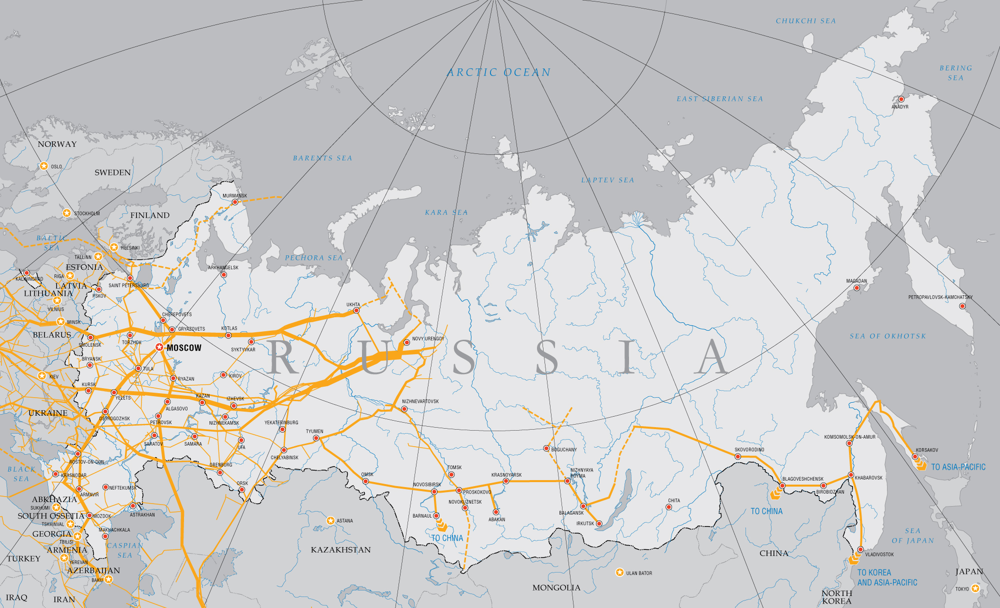 CHUKCHI SEA
BERING
SEA
ARCTIC OCEAN
EAST SIBERIAN SEA
ANADYR
NORWAY
OSLO
BARENTS SEA
SWEDEN
LAPTEV SEA
MURMANSK
STOCKHOLM
FINLAND
KARA SEA
BALTIC
SEA
HELSINKI
TALLINN
PECHORA SEA
ESTONIA
ARKHANGELSK
KALININGRAD
RIGA
LATVIA
SAINT PETERSBURG
MAGADAN
LITHUANIA
PSKOV
PETROPAVLOVSK-KAMCHATSKY
VILNIUS
UKHTA
CHEREPOVETS
MINSK
GRYAZOVETS
KOTLAS
BELARUS
SEA OF OKHOTSK
SMOLENSK
TORZHOK
NOVY URENGOY
MOSCOW
SYKTYVKAR
RUSSIA
BRYANSK
TULA
KIEV
KIROV
RYAZAN
KURSK
YELETS
KAZAN
IZHEVSK
NIZHNEVARTOVSK
ALGASOVO
UKRAINE
OSTROGOZHSK
PETROVSK
NIZHNEKAMSK
YEKATERINBURG
TYUMEN
KOMSOMOLSK-ON-AMUR
SARATOV
SAMARA
UFA
BOGUCHANY
SKOVORODINO
KORSAKOV
CHELYABINSK
ROSTOV-ON-DON
ORENBURG
TO ASIA-PACIFIC
BLACK
SEA
TOMSK
NIZHNYAYA
POYMA
KRASNODAR
OMSK
KRASNOYARSK
KHABAROVSK
BLAGOVESHCHENSK
ORSK
NOVOSIBIRSK
NEFTEKUMSK
PROSKOKOVO
BIROBIDZHAN
ARMAVIR
ABKHAZIA
NOVOKUZNETSK
CHITA
SUKHUMI
TO CHINA
SOUTH OSSETIA
MOZDOK
ASTRAKHAN
BARNAUL
ABAKAN
BALAGANSK
ASTANA
TSKHINVAL
IRKUTSK
MAKHACHKALA
SEA
OF JAPAN
GEORGIA
TO CHINA
TBILISI
CASPIAN
SEA
ARMENIA
KAZAKHSTAN
CHINA
VLADIVOSTOK
TURKEY
YEREVAN
AZERBAIJAN
TO KOREA
AND ASIA-PACIFIC
JAPAN
BAKU
ULAN BATOR
MONGOLIA
TOKYO
IRAQ
IRAN
NORTH
KOREA